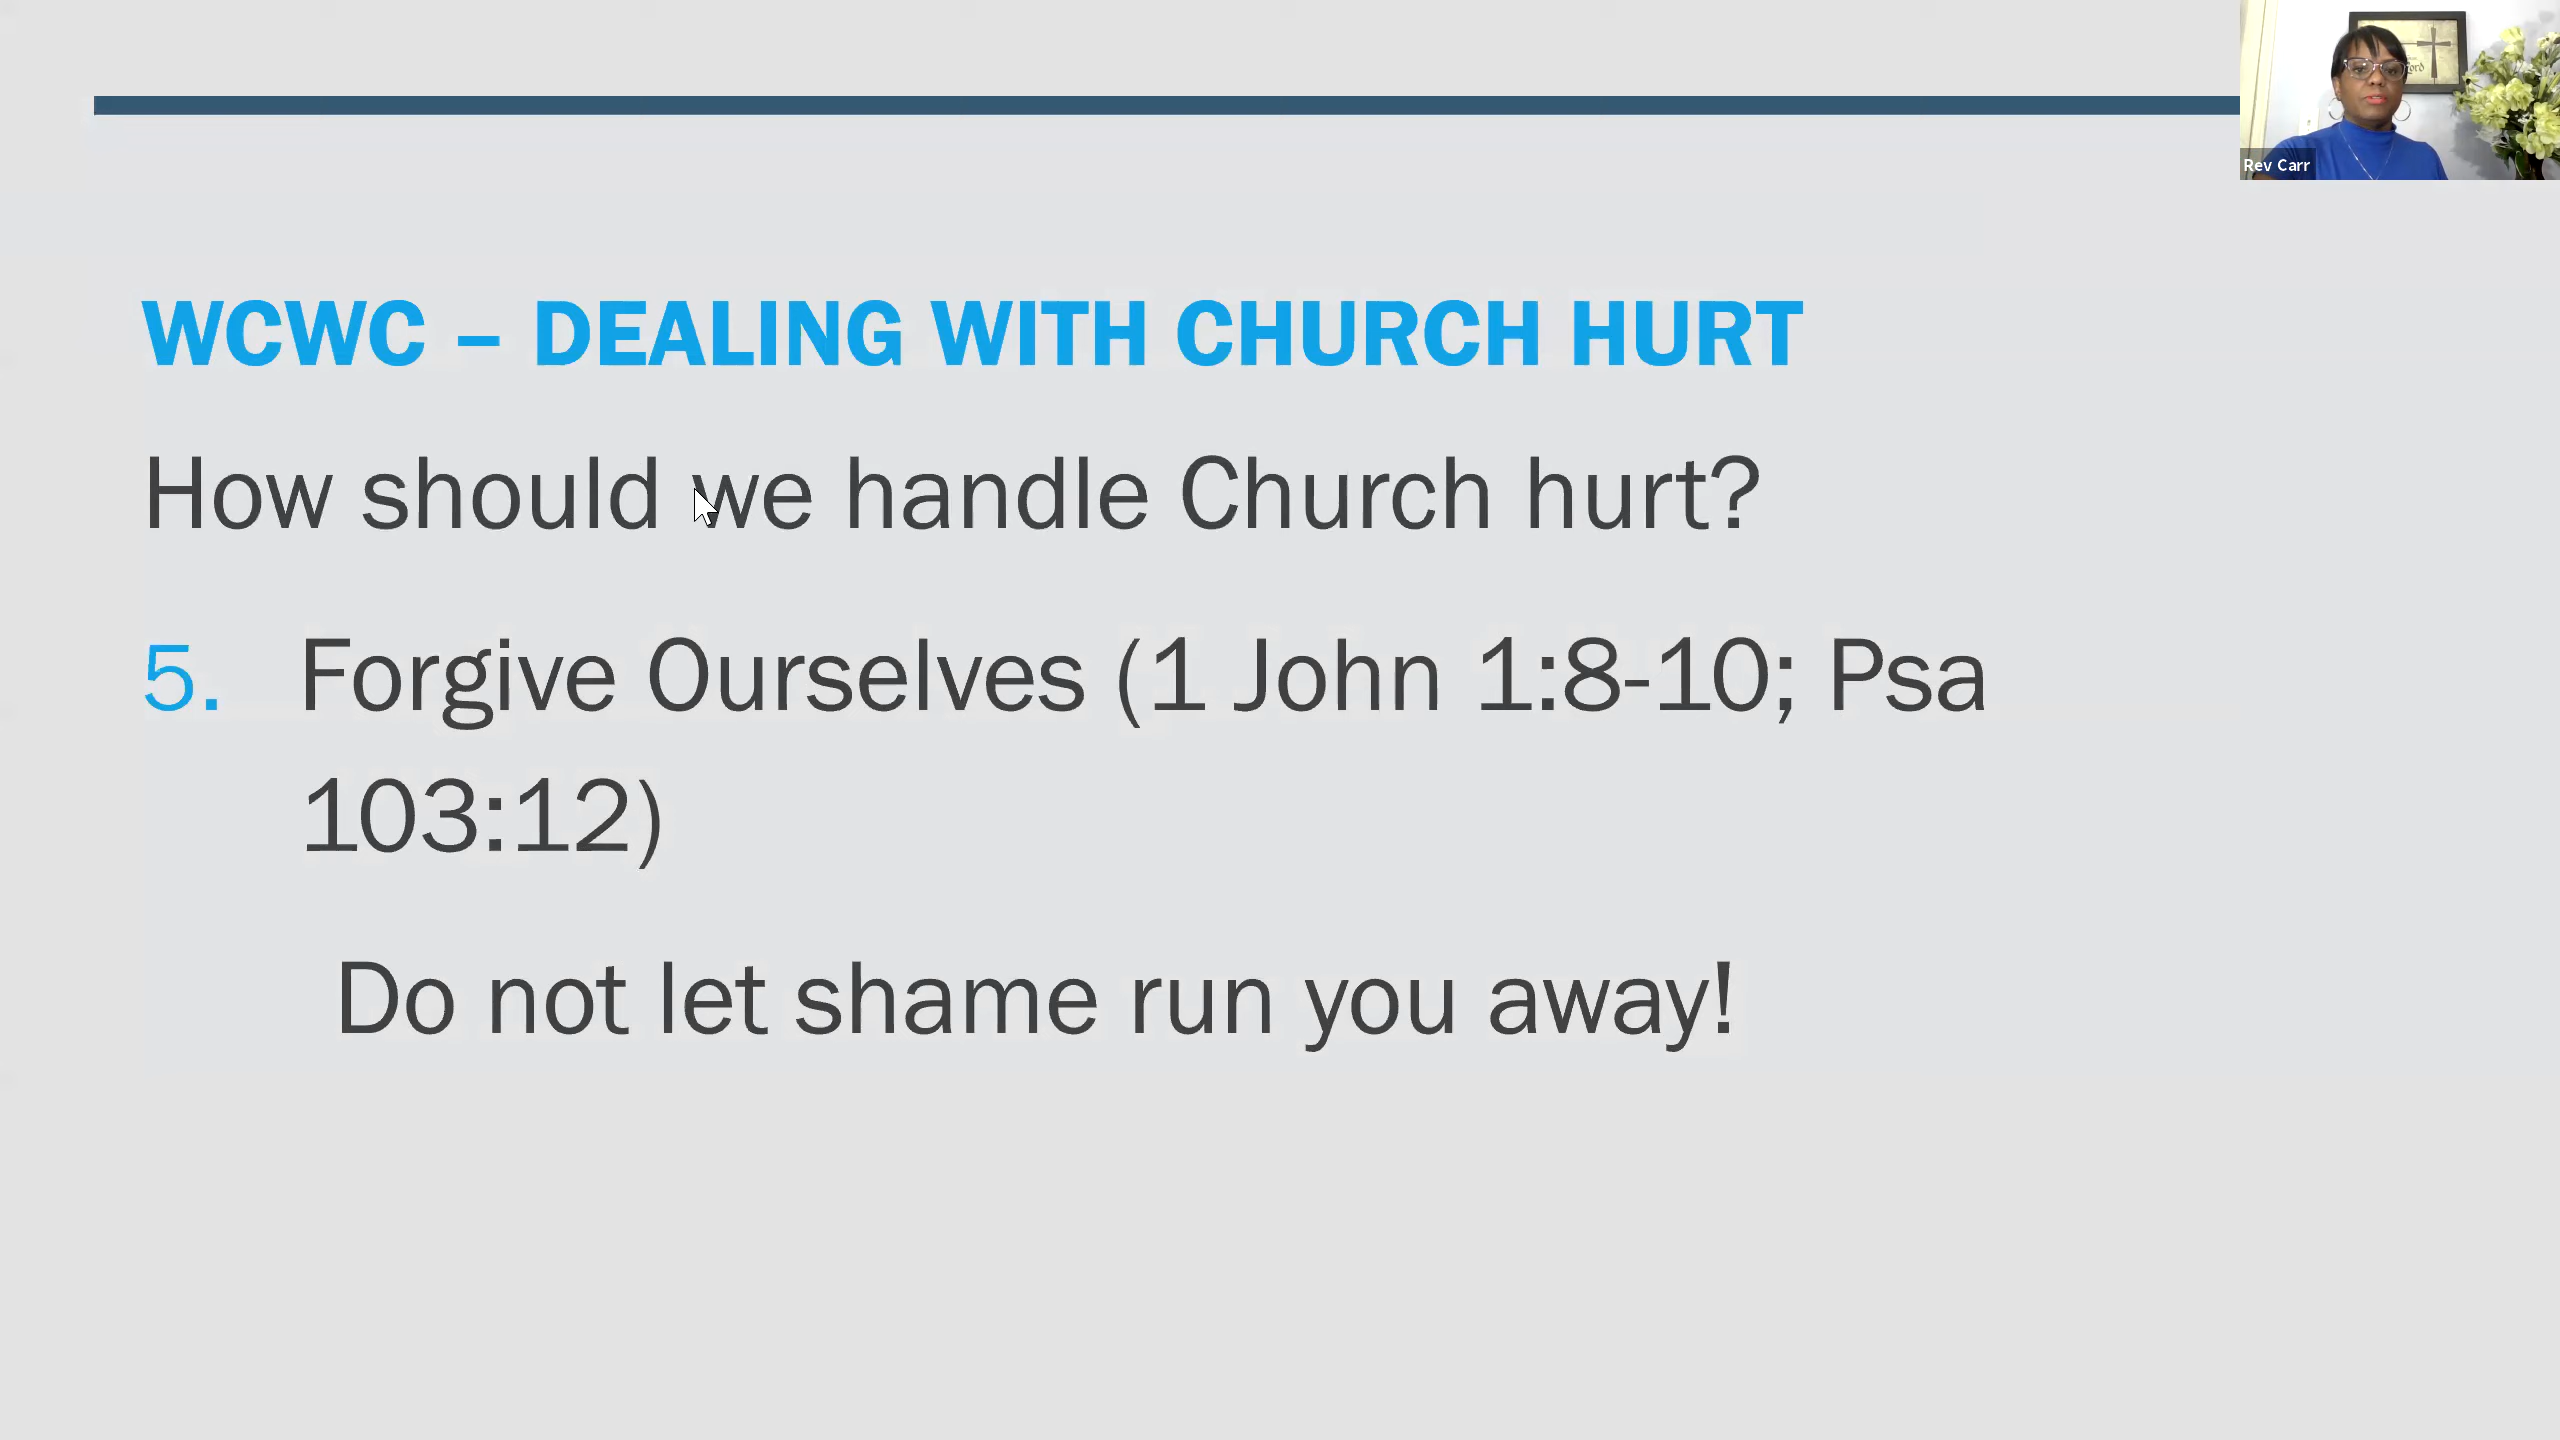 WCWC – DEALING WITH CHURCH HURT
How should we handle Church hurt?
5. Forgive Ourselves (1 John 1:8-10; Psa
103:12)
Do not let shame run you away!
Rev Carr